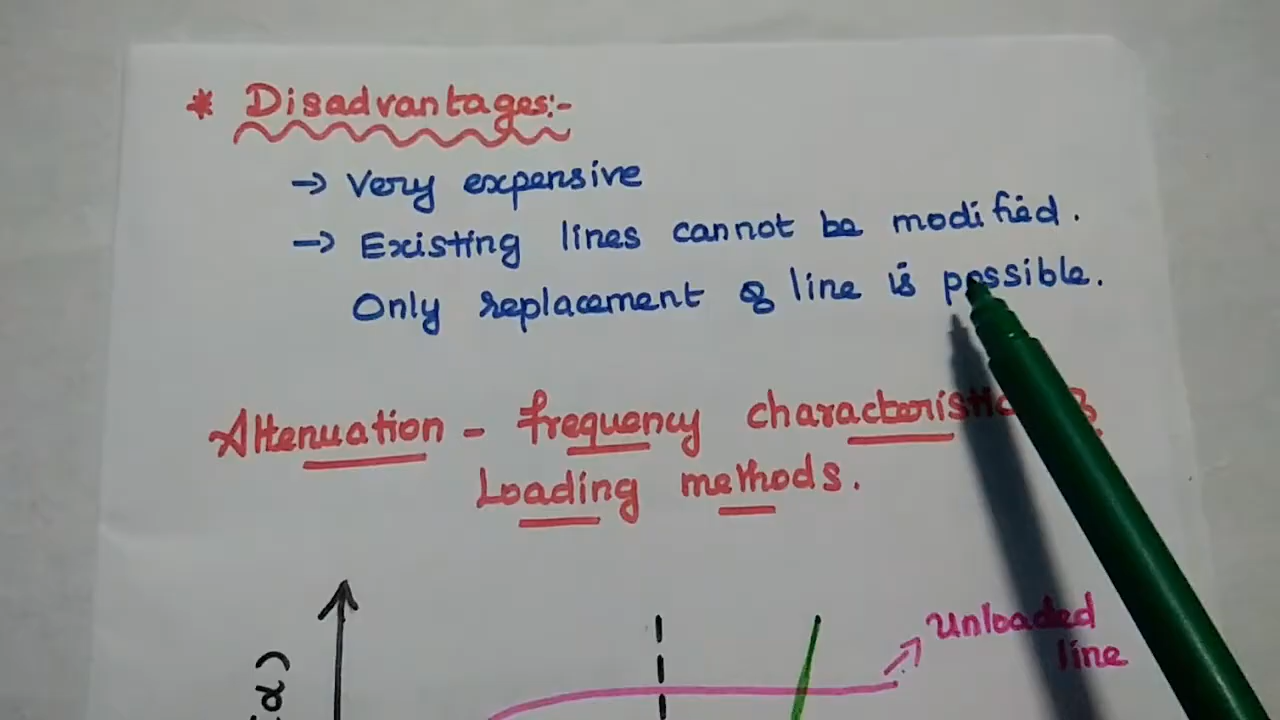 * Disadvantages:-
→ Very expensive
→ Existing lines cannot be modified.
Only replacement of line is possible.
Attenuation - frequency characteristic
Loading methods.
Unloaded
line
(α)